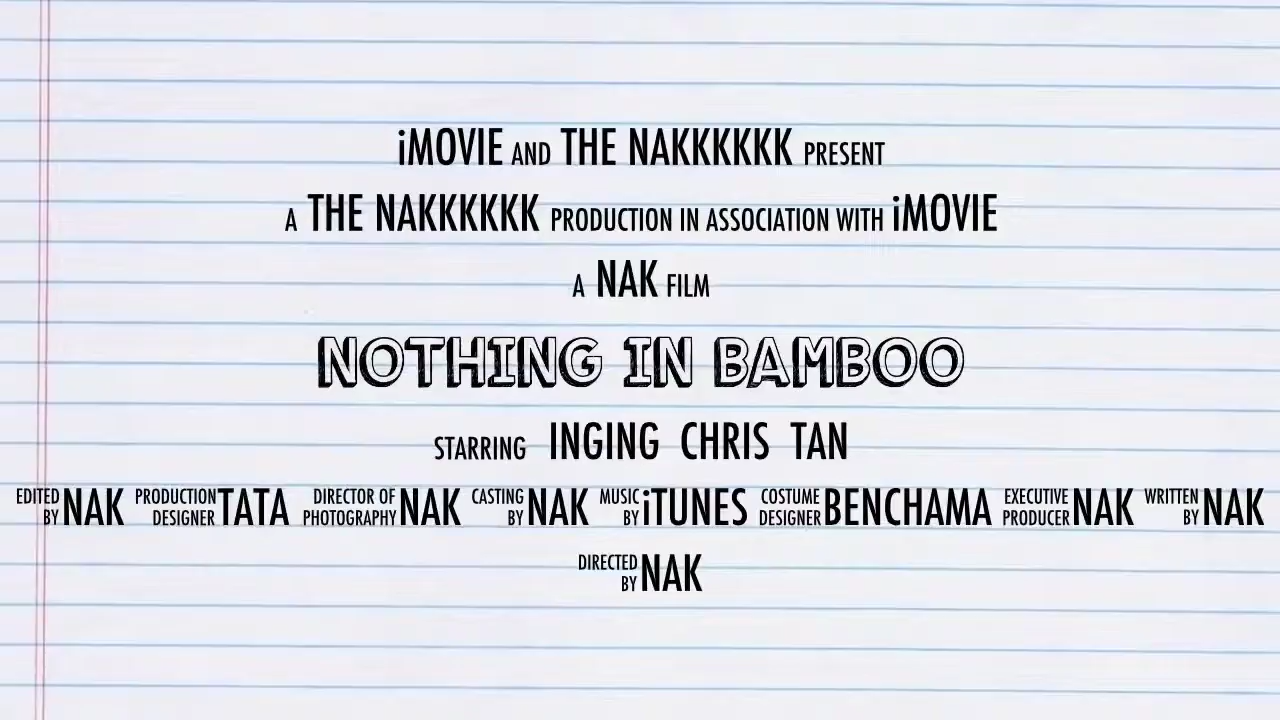 iMOVIE AND THE NAKKKKKK PRESENT
A THE NAKKKKKK PRODUCTION IN ASSOCIATION WITH iMOVIE
A NAK FILM
NOTHING IN BAMBOO
STARRING INGING CHRIS TAN
EDITED BY NAK PRODUCTION DESIGNER TATA DIRECTOR OF PHOTOGRAPHY NAK CASTING BY NAK MUSIC BY iTUNES COSTUME DESIGNER BENCHAMA EXECUTIVE PRODUCER NAK WRITTEN BY NAK
DIRECTED BY NAK